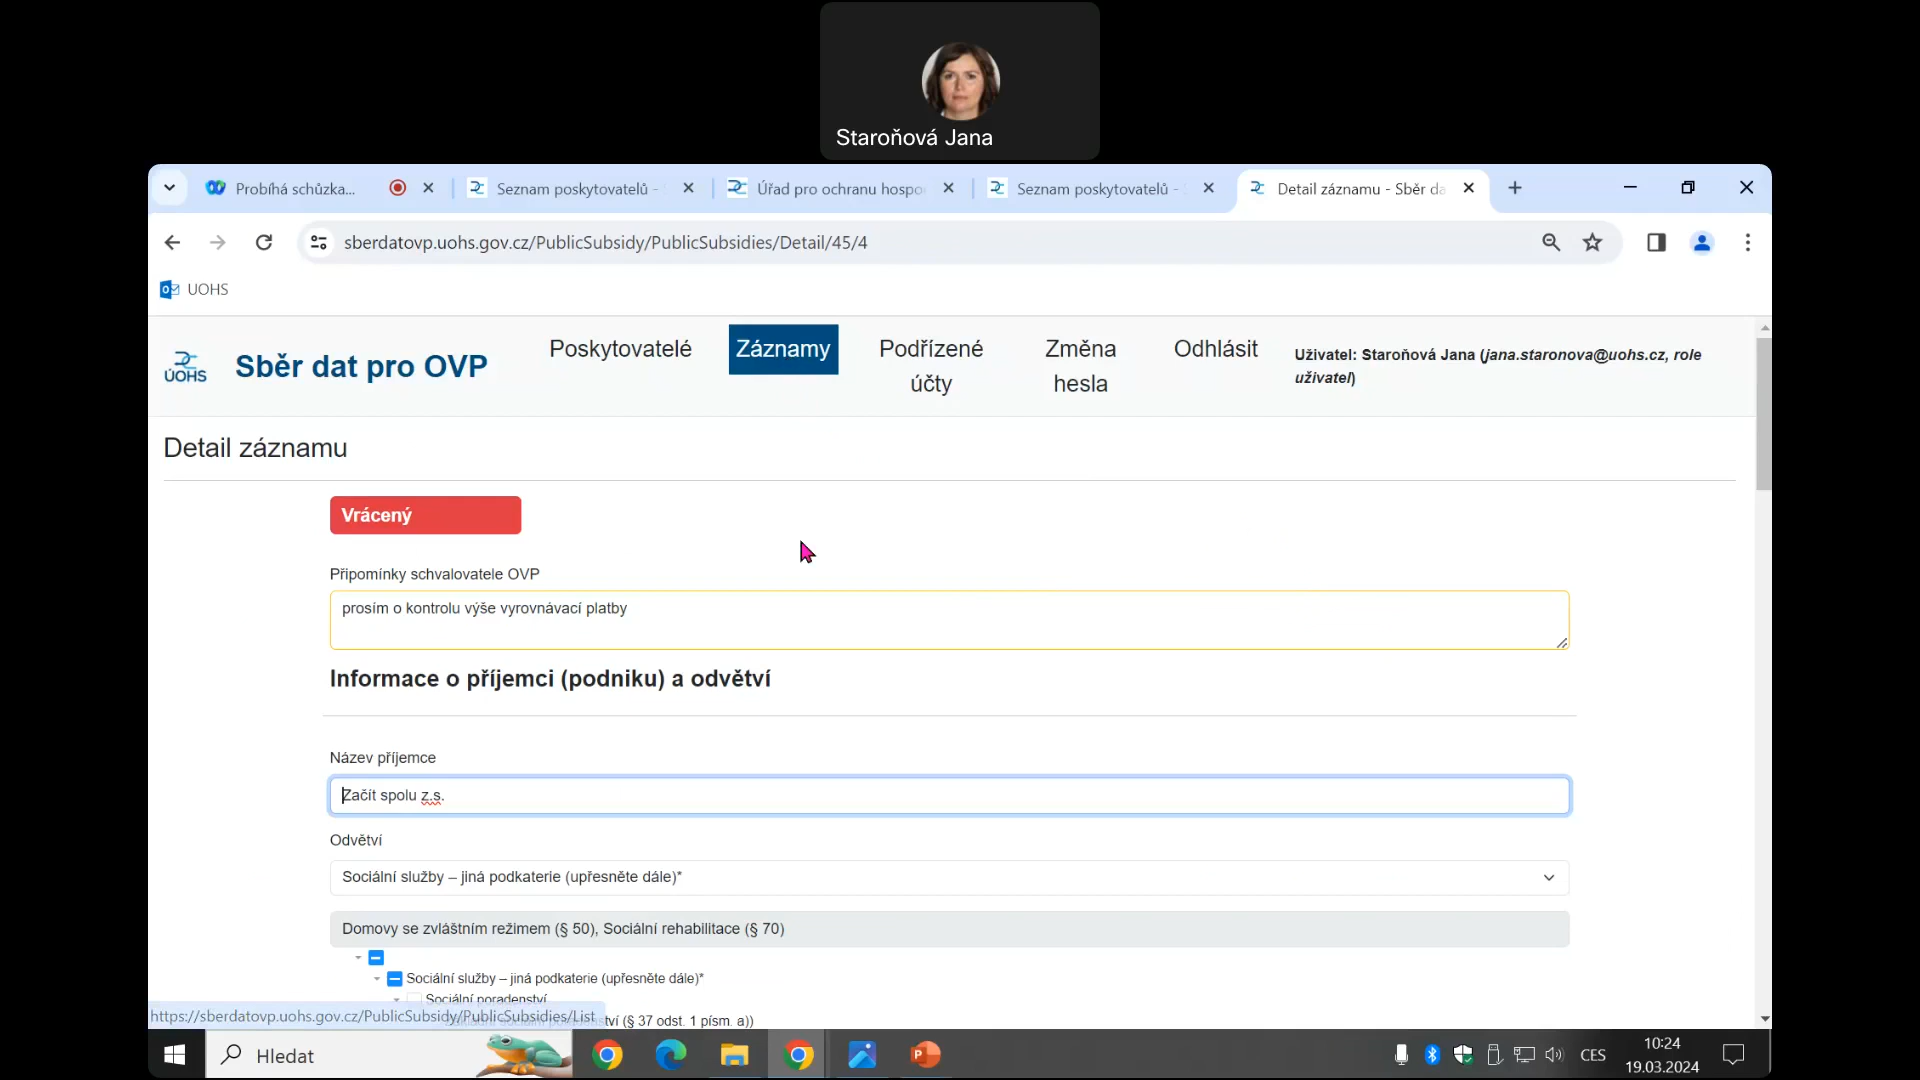 Staroňová Jana
Probíhá schůzka...
Seznam poskytovatelů -
Úřad pro ochranu hospo
Seznam poskytovatelů -
Detail záznamu - Sběr da
sberdatovp.uohs.gov.cz/PublicSubsidy/PublicSubsidies/Detail/45/4
UOHS
ÚOHS
Sběr dat pro OVP
Poskytovatelé
Záznamy
Podřízené
účty
Změna
hesla
Odhlásit
Uživatel: Staroňová Jana (jana.staronova@uohs.cz, role
uživatel)
Detail záznamu
Vrácený
Připomínky schvalovatele OVP
prosím o kontrolu výše vyrovnávací platby
Informace o příjemci (podniku) a odvětví
Název příjemce
Začít spolu z.s.
Odvětví
Sociální služby – jiná podkaterie (upřesněte dále)*
Domovy se zvláštním režimem (§ 50), Sociální rehabilitace (§ 70)
Sociální služby – jiná podkaterie (upřesněte dále)*
Sociální poradenství
https://sberdatovp.uohs.gov.cz/PublicSubsidy/PublicSubsidies/List
tví (§ 37 odst. 1 písm. a))
Hledat
CES
10:24
19.03.2024